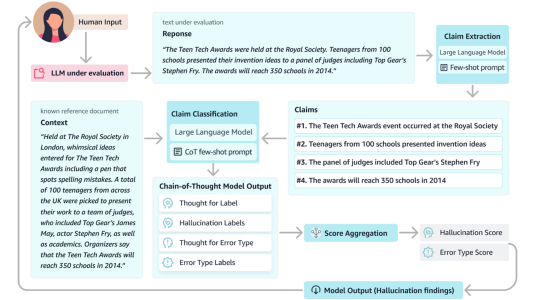 Human Input
LLM under evaluation
text under evaluation
Reponse
"The Teen Tech Awards were held at the Royal Society. Teenagers from 100
schools presented their invention ideas to a panel of judges including Top Gear's
Stephen Fry. The awards will reach 350 schools in 2014."
Claim Extraction
Large Language Model
Few-shot prompt
known reference document
Context
"Held at The Royal Society in
London, whimsical ideas
entered for The Teen Tech
Awards including a pen that
spots spelling mistakes. A total
of 100 teenagers from across
the UK were picked to present
their work to a team of judges,
who included Top Gear's James
May, actor Stephen Fry, as well
as academics. Organizers say
that the Teen Tech Awards will
reach 350 schools in 2014."
Claim Classification
Large Language Model
CoT few-shot prompt
Claims
#1. The Teen Tech Awards event occurred at the Royal Society
#2. Teenagers from 100 schools presented invention ideas
#3. The panel of judges included Top Gear's Stephen Fry
#4. The awards will reach 350 schools in 2014
Chain-of-Thought Model Output
Thought for Label
Hallucination Labels
Thought for Error Type
Error Type Labels
Score Aggregation
Hallucination Score
Error Type Score
Model Output (Hallucination findings)